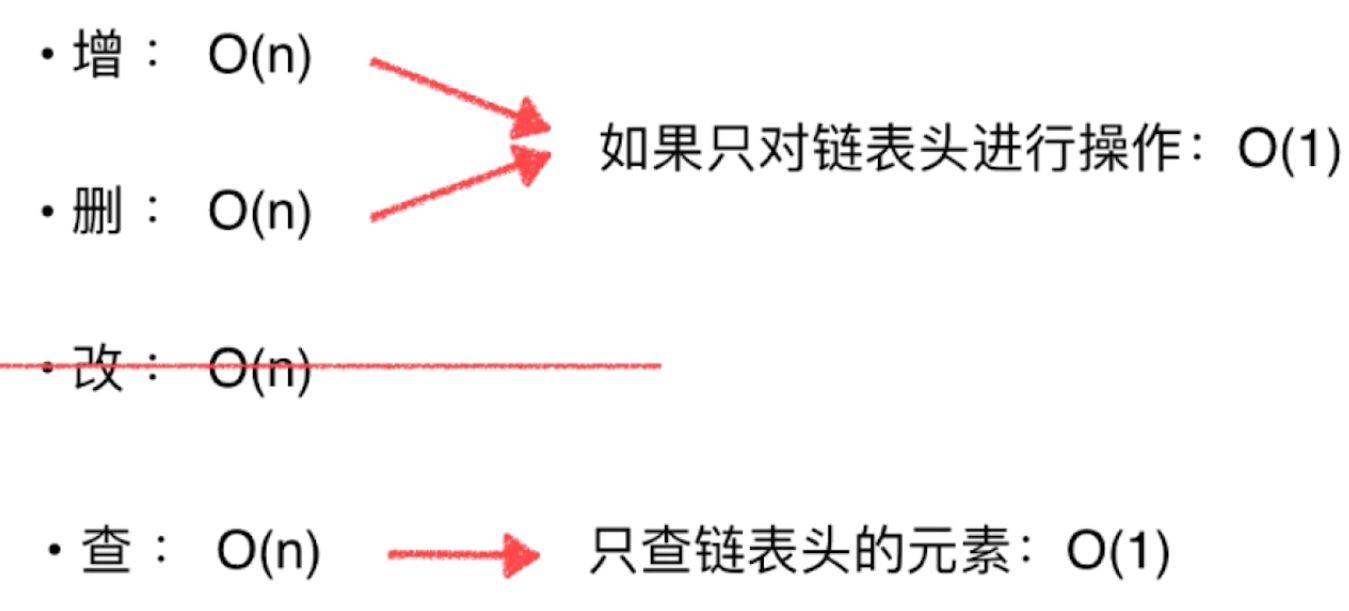 • 增： O(n)
如果只对链表头进行操作：O(1)
• 删： O(n)
• 改： O(n)
• 查： O(n) 只查链表头的元素：O(1)